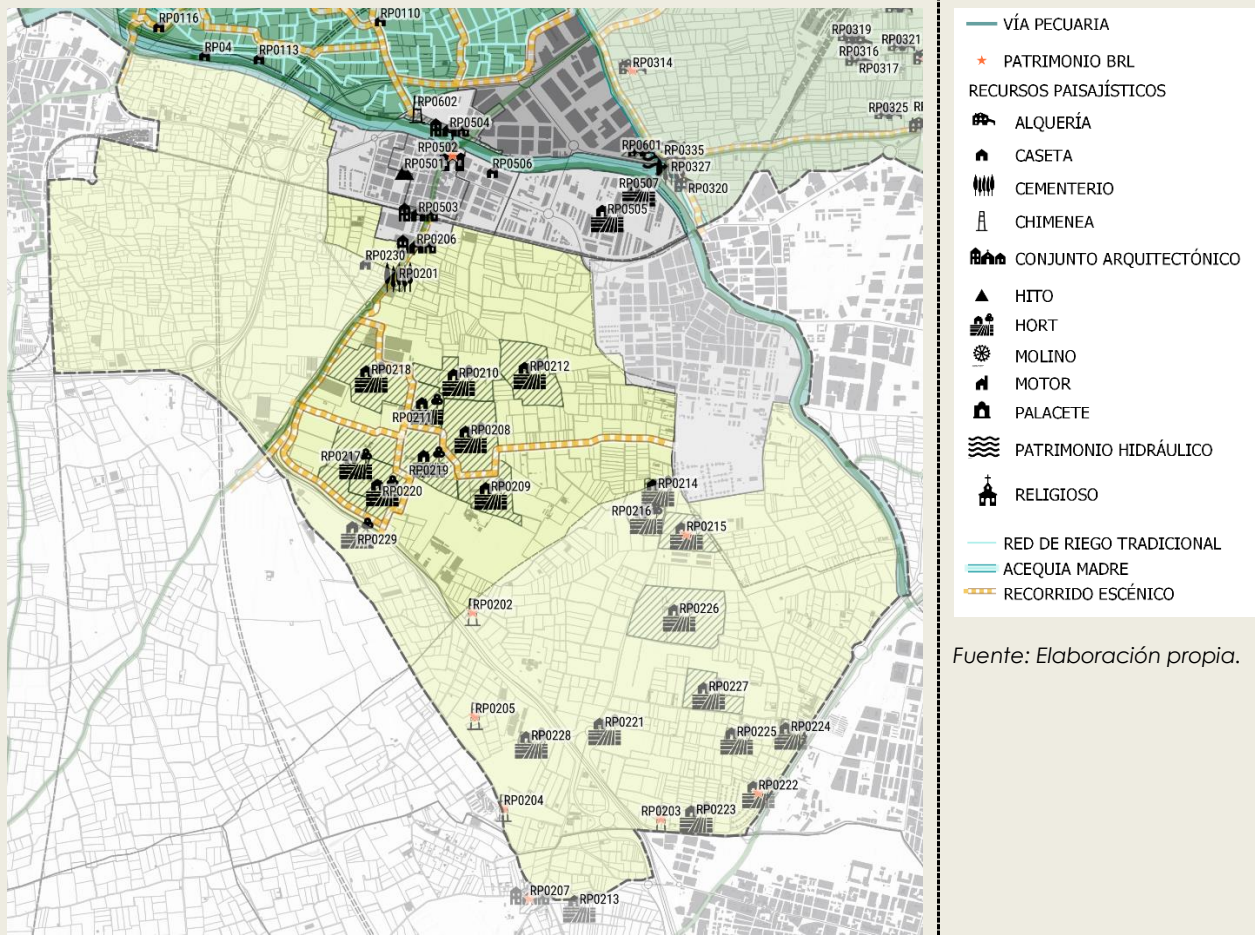 RP0116
RP0110
RP04
RP0113
RP0319
RP0321
RP0316
RP0317
RP0314
RP0325
RP0602
RP0504
RP0502
RP0501
RP0506
RP0601
RP0335
RP0327
RP0320
RP0507
RP0505
RP0503
RP0206
RP0230
RP0201
RP0218
RP0210
RP0212
RP0211
RP0208
RP0217
RP0219
RP0220
RP0209
RP0229
RP0214
RP0216
RP0215
RP0202
RP0226
RP0227
RP0205
RP0228
RP0221
RP0225
RP0224
RP0222
RP0204
RP0203
RP0223
RP0207
RP0213
VÍA PECUARIA
PATRIMONIO BRL
RECURSOS PAISAJÍSTICOS
ALQUERÍA
CASETA
CEMENTERIO
CHIMENEA
CONJUNTO ARQUITECTÓNICO
HITO
HORT
MOLINO
MOTOR
PALACETE
PATRIMONIO HIDRÁULICO
RELIGIOSO
RED DE RIEGO TRADICIONAL
ACEQUIA MADRE
RECORRIDO ESCÉNICO
Fuente: Elaboración propia.